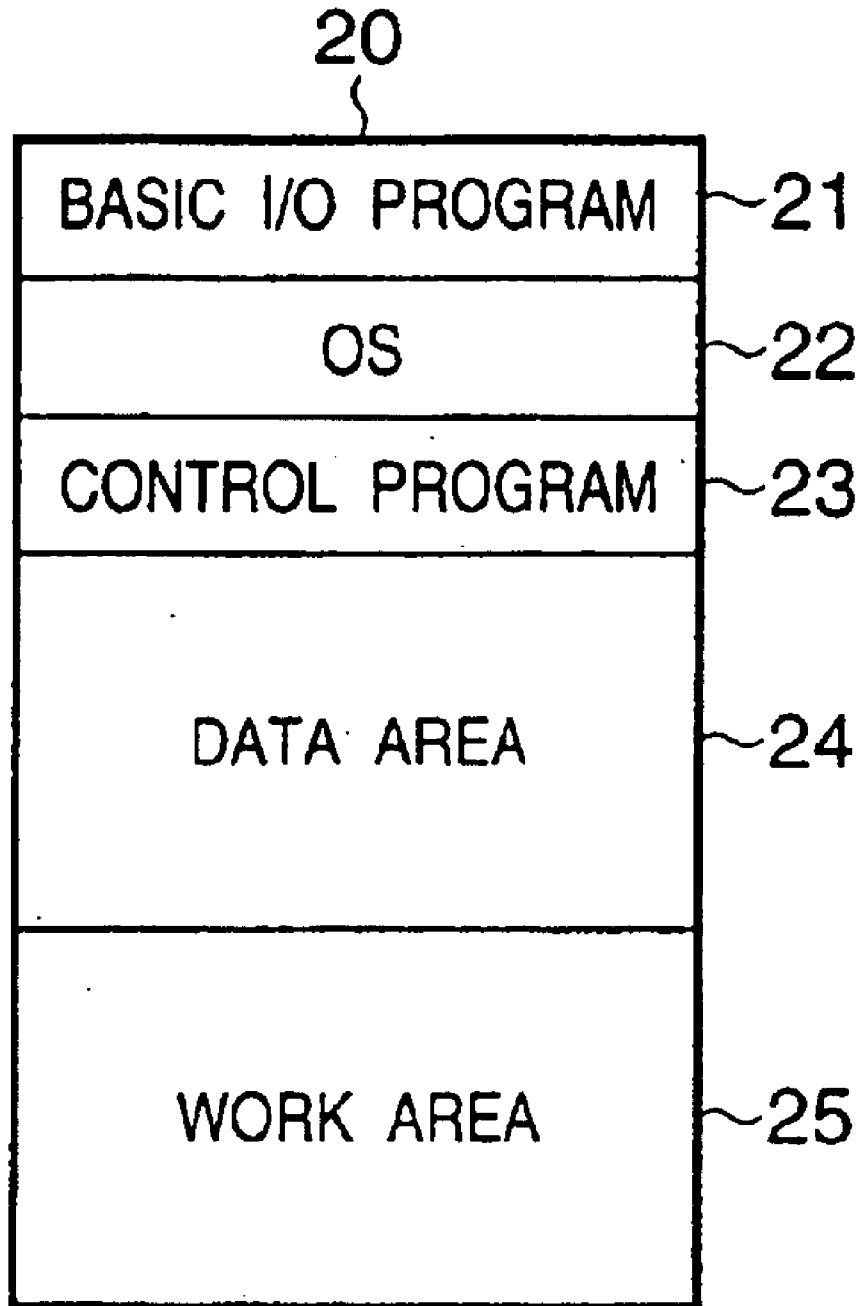 20
BASIC I/O PROGRAM 21
OS 22
CONTROL PROGRAM 23
DATA AREA 24
WORK AREA 25